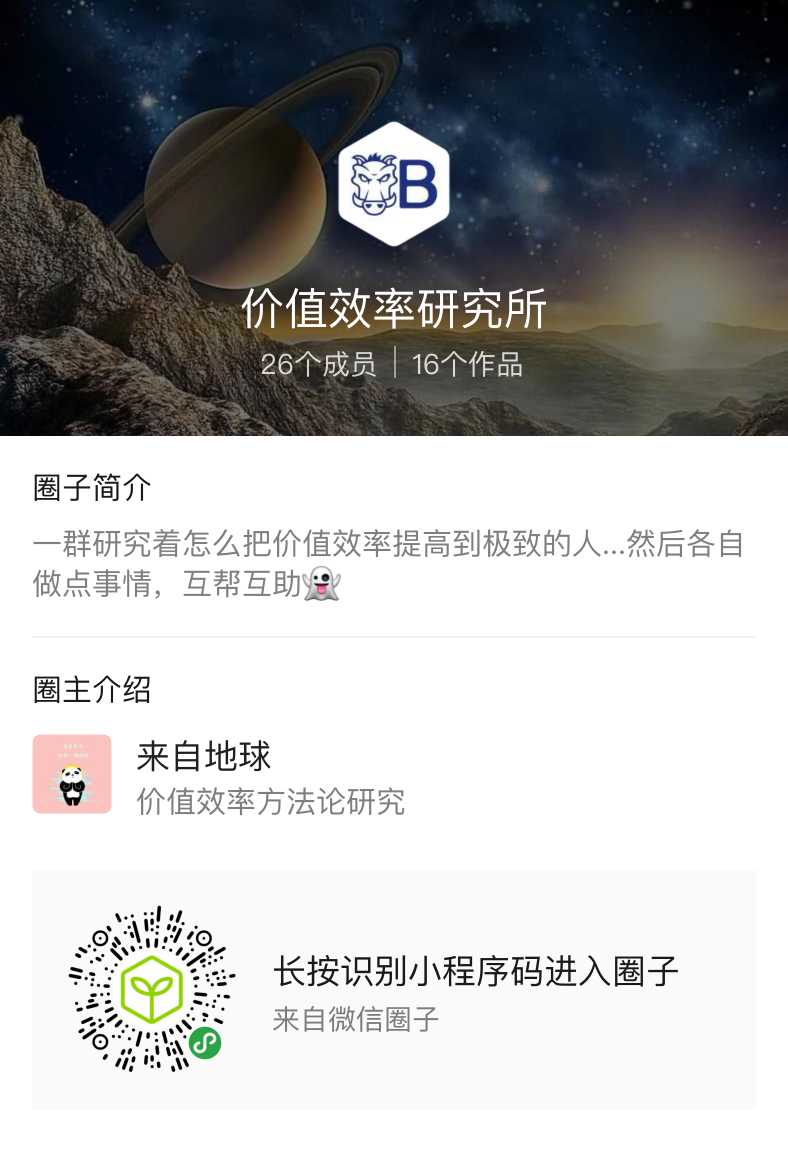 B
价值效率研究所
26个成员｜16个作品
圈子简介
一群研究着怎么把价值效率提高到极致的人...然后各自
做点事情，互帮互助👻
圈主介绍
来自地球
价值效率方法论研究
长按识别小程序码进入圈子
来自微信圈子